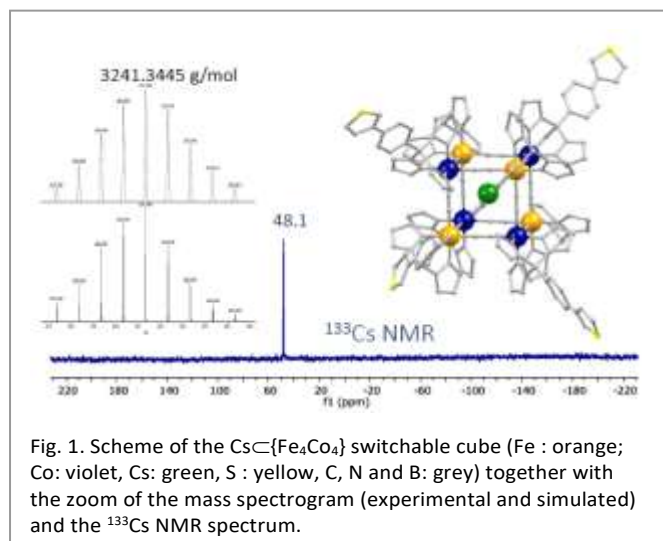 3241.3445 g/mol
48.1
¹³³Cs NMR
220 180 140 100 60 20 -20 -60 -100 -140 -180 -220
f1 (ppm)
Fig. 1. Scheme of the Cs⊂{Fe₄Co₄} switchable cube (Fe : orange;
Co: violet, Cs: green, S : yellow, C, N and B: grey) together with
the zoom of the mass spectrogram (experimental and simulated)
and the ¹³³Cs NMR spectrum.